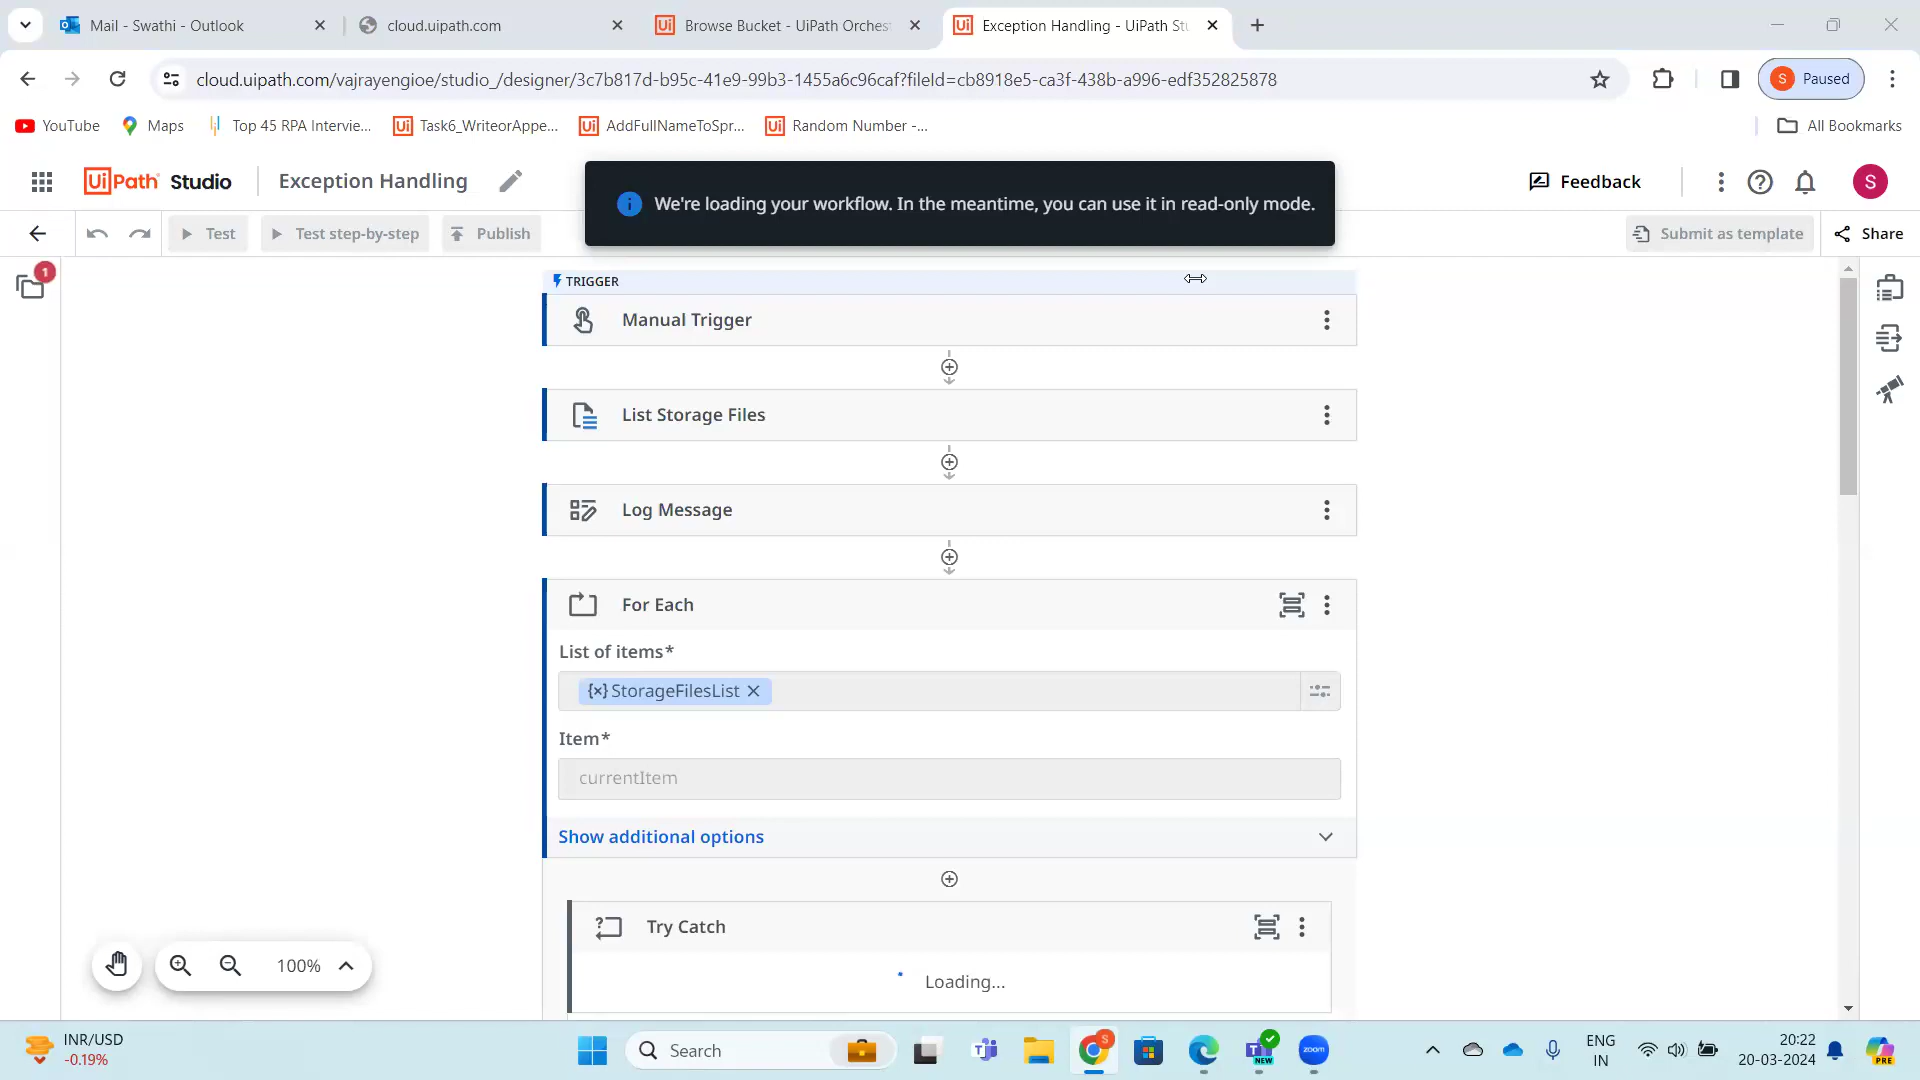 Mail - Swathi - Outlook
cloud.uipath.com
Browse Bucket - UiPath Orches
Exception Handling - UiPath Stu
cloud.uipath.com/vajrayengioe/studio_/designer/3c7b817d-b95c-41e9-99b3-1455a6c96caf?fileId=cb8918e5-ca3f-438b-a996-edf352825878
S Paused
YouTube
Maps
Top 45 RPA Intervie...
Task6_WriteorAppe...
AddFullNameToSpr...
Random Number -...
All Bookmarks
UiPath Studio
Exception Handling
We're loading your workflow. In the meantime, you can use it in read-only mode.
Feedback
S
Test
Test step-by-step
Publish
Submit as template
Share
1
TRIGGER
Manual Trigger
List Storage Files
Log Message
For Each
List of items*
{x} StorageFilesList
Item*
currentItem
Show additional options
Try Catch
Loading...
100%
INR/USD
-0.19%
Search
S
NEW
zoom
ENG
IN
20:22
20-03-2024
PRE